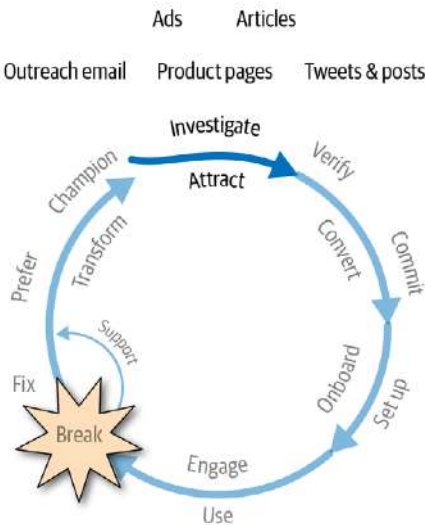 Ads Articles
Outreach email Product pages Tweets & posts
Investigate
Attract
Verify
Convert
Commit
Onboard
Set up
Engage
Use
Break
Fix
Support
Prefer
Transform
Champion